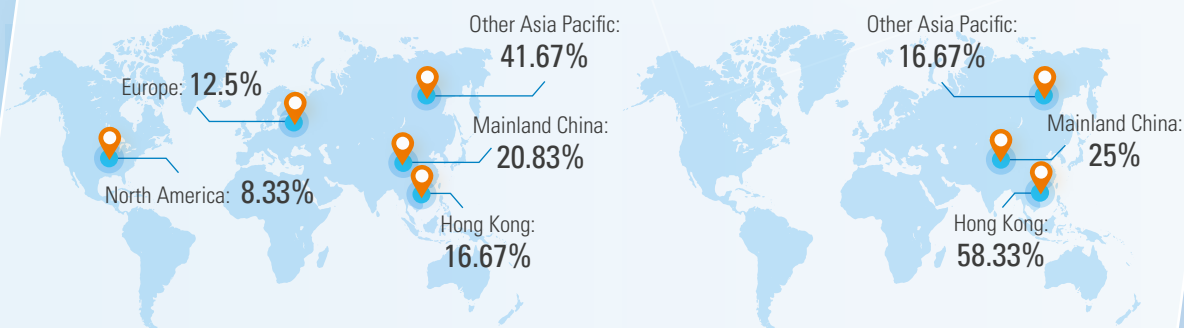 Other Asia Pacific:
41.67%
Europe: 12.5%
Mainland China:
20.83%
North America: 8.33%
Hong Kong:
16.67%
Other Asia Pacific:
16.67%
Mainland China:
25%
Hong Kong:
58.33%